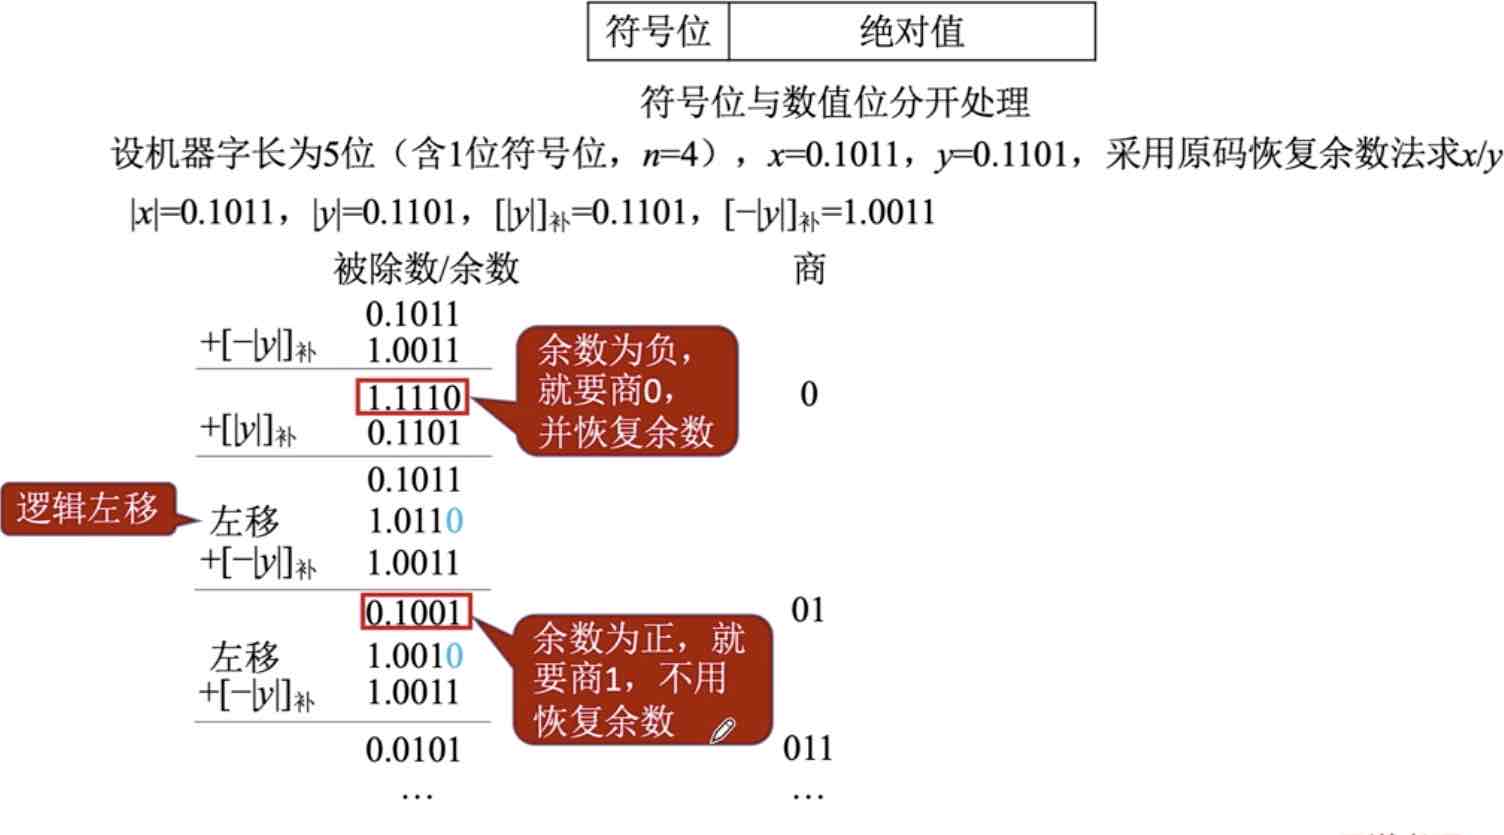 符号位 绝对值
符号位与数值位分开处理
设机器字长为5位（含1位符号位，n=4），x=0.1011，y=0.1101，采用原码恢复余数法求x/y
|x|=0.1011，|y|=0.1101，[|y|]补=0.1101，[−|y|]补=1.0011
被除数/余数 商
0.1011
+[−|y|]补 1.0011
余数为负，
就要商0，
并恢复余数
1.1110 0
+[|y|]补 0.1101
0.1011
逻辑左移
左移 1.0110
+[−|y|]补 1.0011
0.1001 01
余数为正，就
要商1，不用
恢复余数
左移 1.0010
+[−|y|]补 1.0011
0.0101 011
… …